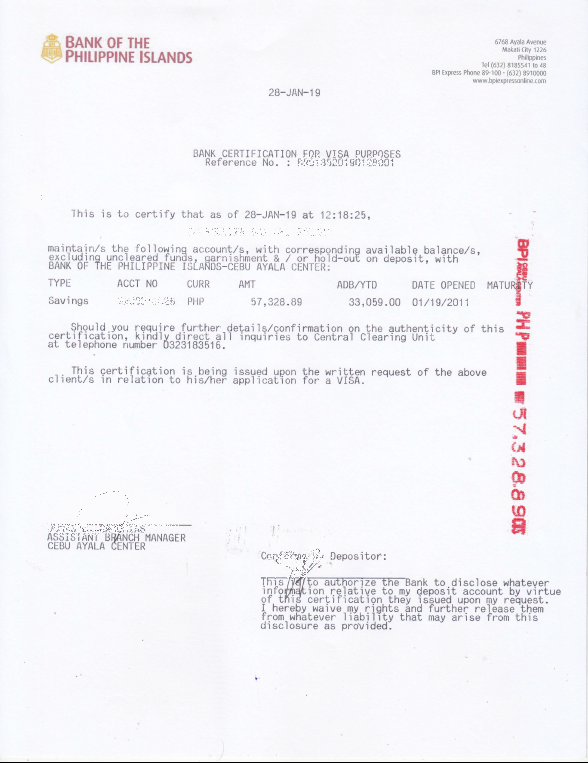 BANK OF THE
PHILIPPINE ISLANDS
6768 Ayala Avenue
Makati City 1226
Philippines
Tel (632) 8185541 to 48
BPI Express Phone 89-100 • (632) 8910000
www.bpiexpressonline.com
28-JAN-19
BANK CERTIFICATION FOR VISA PURPOSES
Reference No. :
This is to certify that as of 28-JAN-19 at 12:18:25,
maintain/s the following account/s, with corresponding available balance/s,
excluding uncleared funds, garnishment & / or hold-out on deposit, with
BANK OF THE PHILIPPINE ISLANDS-CEBU AYALA CENTER:
TYPE ACCT NO CURR AMT ADB/YTD DATE OPENED MATURITY
Savings PHP 57,328.89 33,059.00 01/19/2011
Should you require further details/confirmation on the authenticity of this
certification, kindly direct all inquiries to Central Clearing Unit
at telephone number 0323183516.
This certification is being issued upon the written request of the above
client/s in relation to his/her application for a VISA.
BPI PHP 57,328.89
ASSISTANT BRANCH MANAGER
CEBU AYALA CENTER
Depositor:
This is to authorize the Bank to disclose whatever
information relative to my deposit account by virtue
of this certification they issued upon my request.
I hereby waive my rights and further release them
from whatever liability that may arise from this
disclosure as provided.